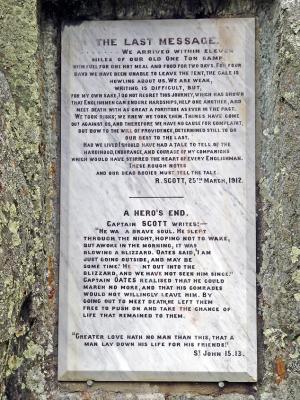 THE LAST MESSAGE.
........ WE ARRIVED WITHIN ELEVEN
MILES OF OUR OLD ONE TON CAMP
WITH FUEL FOR ONE HOT MEAL AND FOOD FOR TWO DAYS. FOR FOUR
DAYS WE HAVE BEEN UNABLE TO LEAVE THE TENT, THE GALE IS
HOWLING ABOUT US. WE ARE WEAK,
WRITING IS DIFFICULT, BUT,
FOR MY OWN SAKE, I DO NOT REGRET THIS JOURNEY, WHICH HAS SHOWN
THAT ENGLISHMEN CAN ENDURE HARDSHIPS, HELP ONE ANOTHER, AND
MEET DEATH WITH AS GREAT A FORTITUDE AS EVER IN THE PAST.
WE TOOK RISKS; WE KNEW WE TOOK THEM. THINGS HAVE COME
OUT AGAINST US, AND THEREFORE WE HAVE NO CAUSE FOR COMPLAINT,
BUT BOW TO THE WILL OF PROVIDENCE, DETERMINED STILL TO DO
OUR BEST TO THE LAST.
HAD WE LIVED I SHOULD HAVE HAD A TALE TO TELL OF THE
HARDIHOOD, ENDURANCE, AND COURAGE OF MY COMPANIONS
WHICH WOULD HAVE STIRRED THE HEART OF EVERY ENGLISHMAN.
THESE ROUGH NOTES
AND OUR DEAD BODIES MUST TELL THE TALE.
R. SCOTT, 25TH MARCH, 1912.
A HERO'S END.
CAPTAIN SCOTT WRITES:—
"HE WA A BRAVE SOUL. HE SLEPT
THROUGH THE NIGHT, HOPING NOT TO WAKE,
BUT AWOKE IN THE MORNING, IT WAS
BLOWING A BLIZZARD. OATES SAID, 'I AM
JUST GOING OUTSIDE, AND MAY BE
SOME TIME.' HE NT OUT INTO THE
BLIZZARD, AND WE HAVE NOT SEEN HIM SINCE."
CAPTAIN OATES REALISED THAT HE COULD
MARCH NO MORE, AND THAT HIS COMRADES
WOULD NOT WILLINGLY LEAVE HIM. BY
GOING OUT TO MEET DEATH, HE LEFT THEM
FREE TO PUSH ON AND TAKE THE CHANCE OF
LIFE THAT REMAINED TO THEM.
"GREATER LOVE HATH NO MAN THAN THIS, THAT A
MAN LAY DOWN HIS LIFE FOR HIS FRIENDS."
ST JOHN 15.13.